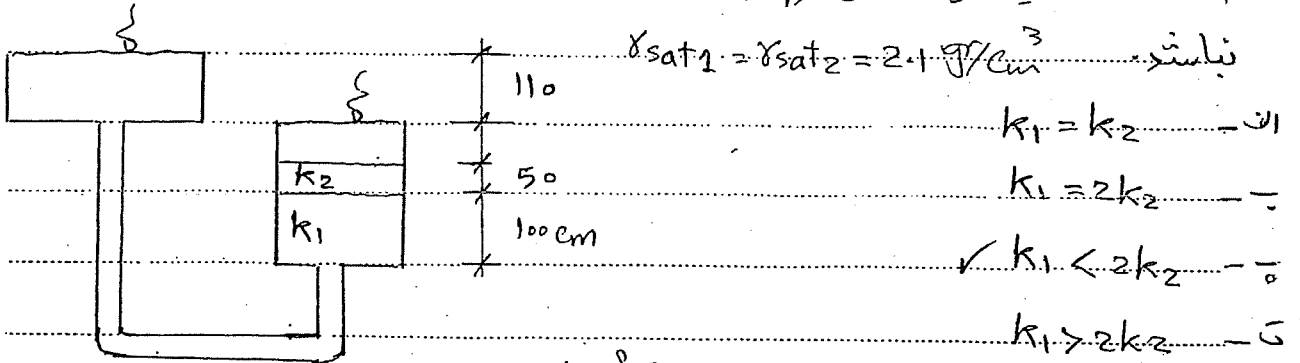 نباشد. γsat1 = γsat2 = 2.1 gr/cm³
110
الف - k1 = k2
k2
50
ب - k1 = 2k2
k1
100 cm
پ - k1 < 2k2 ✓
ت - k1 > 2k2